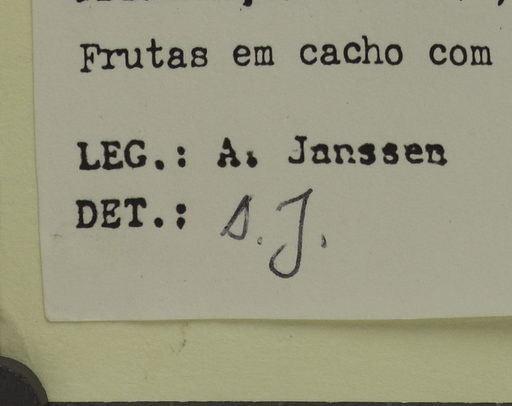 Frutas em cacho com
LEG.: A. Janssen
DET.: A.J.